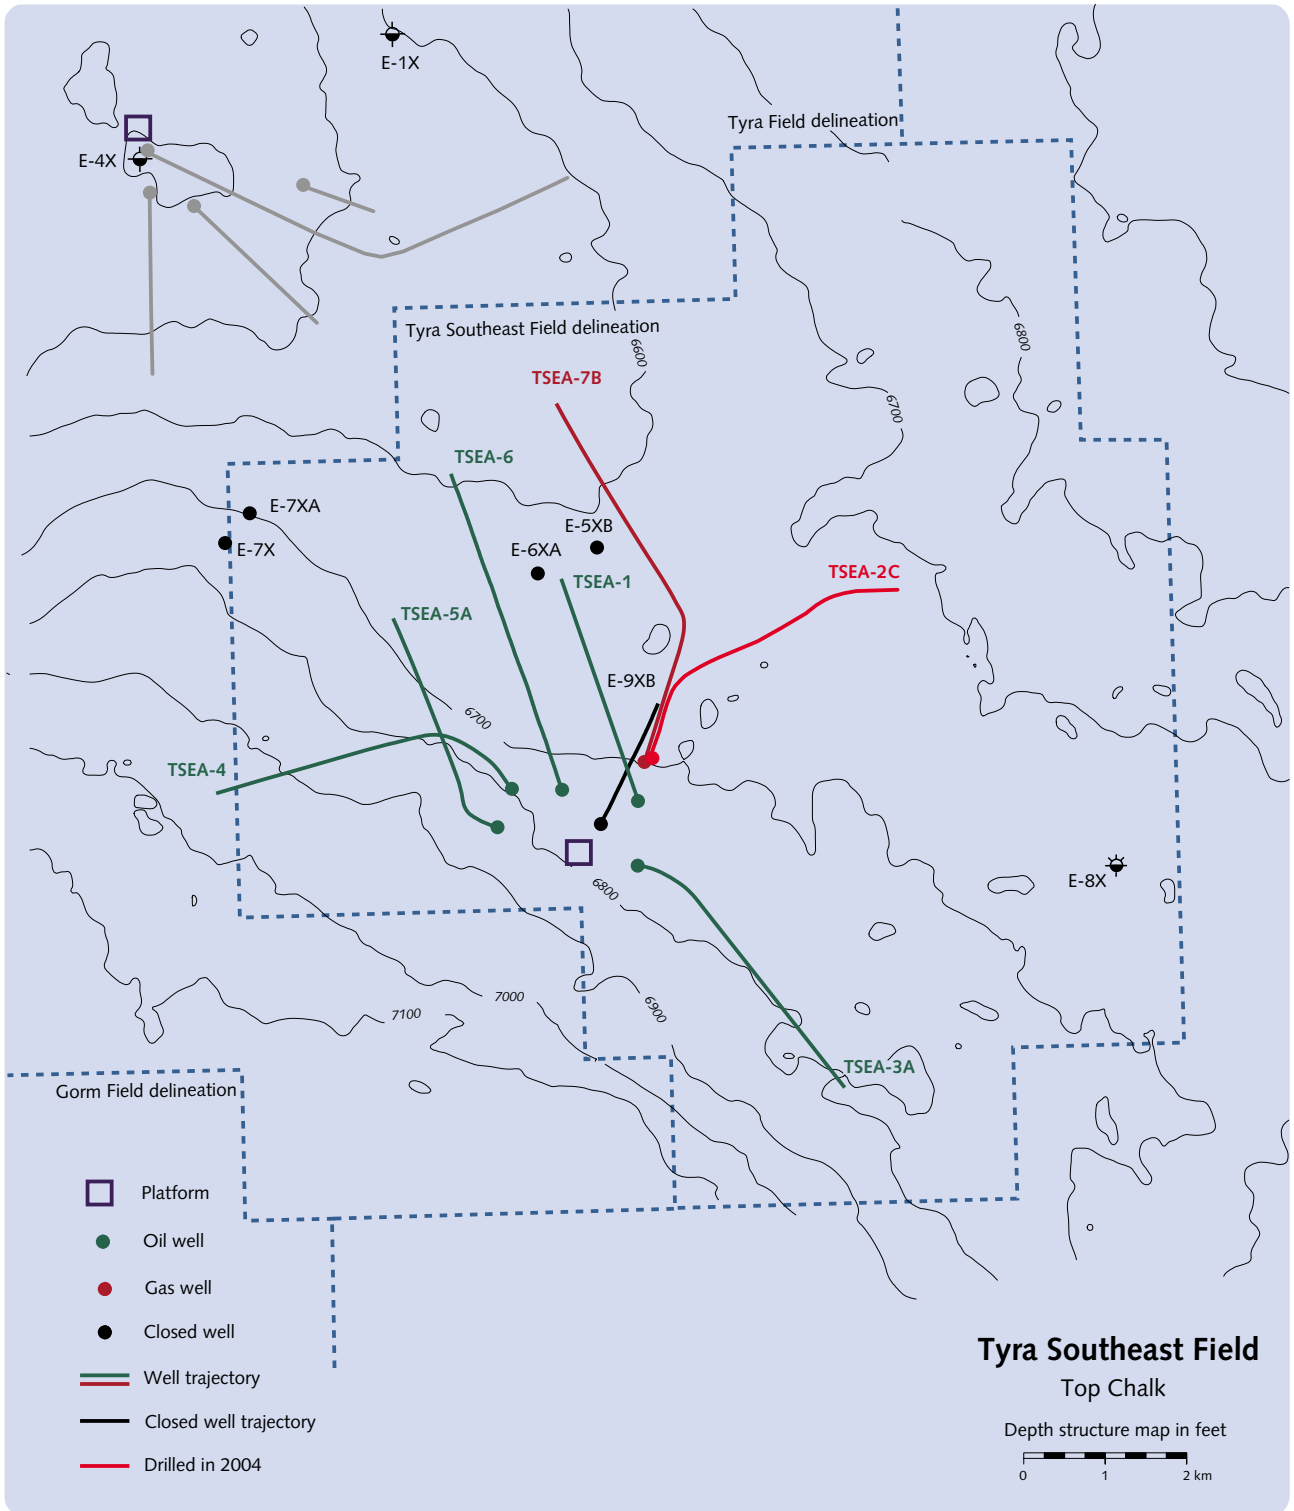 E-1X
Tyra Field delineation
E-4X
Tyra Southeast Field delineation
6600
6800
TSEA-7B
6700
TSEA-6
E-7XA
E-5XB
E-7X
E-6XA
TSEA-1
TSEA-2C
TSEA-5A
E-9XB
6700
TSEA-4
6800
E-8X
7000
6900
7100
TSEA-3A
Gorm Field delineation
Platform
Oil well
Gas well
Closed well
Well trajectory
Closed well trajectory
Drilled in 2004
Tyra Southeast Field
Top Chalk
Depth structure map in feet
0 1 2 km